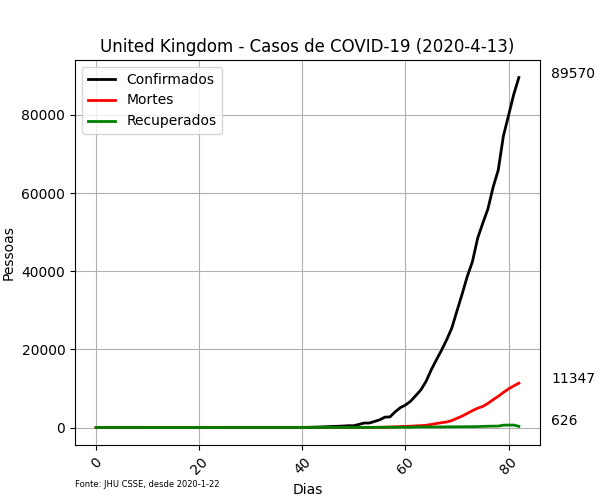 United Kingdom - Casos de COVID-19 (2020-4-13)
Confirmados
Mortes
Recuperados
89570
80000
60000
40000
20000
0
11347
626
Pessoas
0 20 40 60 80
Dias
Fonte: JHU CSSE, desde 2020-1-22